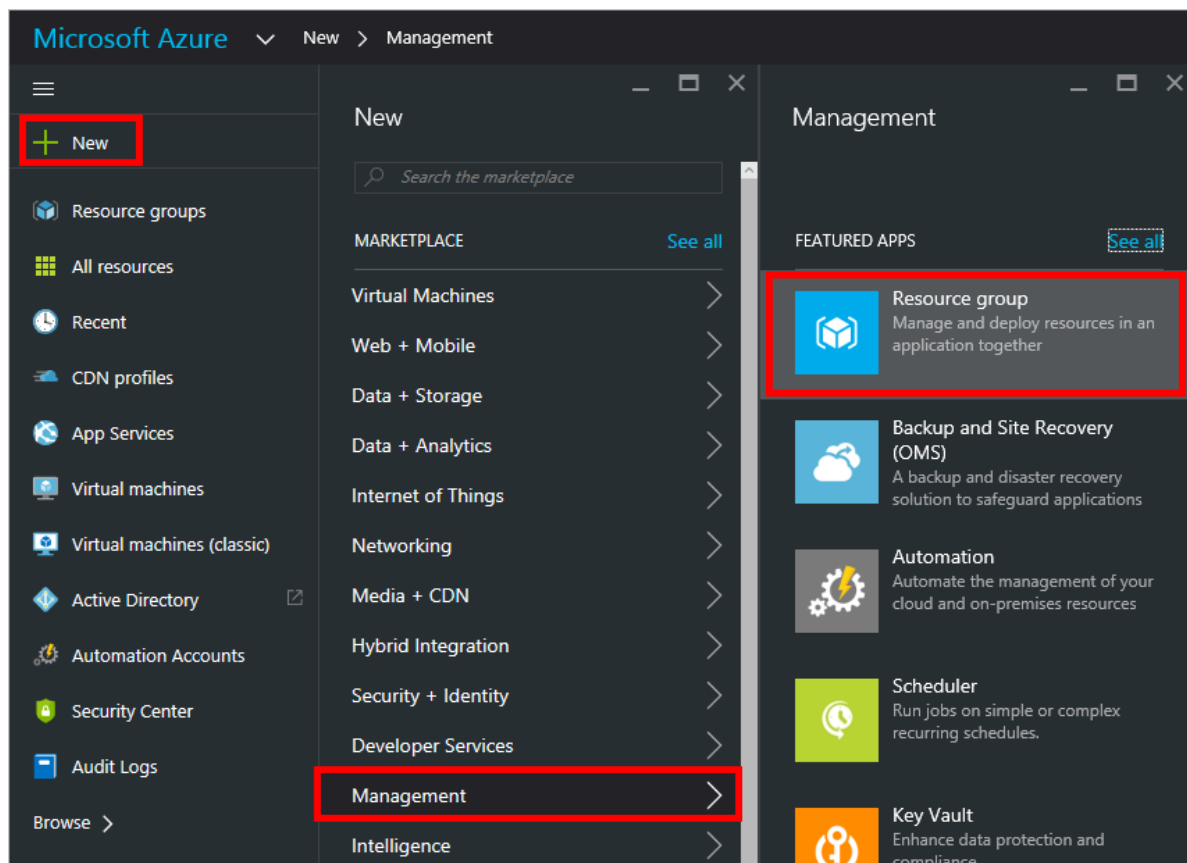 Microsoft Azure New > Management
New
Resource groups
All resources
Recent
CDN profiles
App Services
Virtual machines
Virtual machines (classic)
Active Directory
Automation Accounts
Security Center
Audit Logs
Browse >
New
Search the marketplace
MARKETPLACE See all
Virtual Machines
Web + Mobile
Data + Storage
Data + Analytics
Internet of Things
Networking
Media + CDN
Hybrid Integration
Security + Identity
Developer Services
Management
Intelligence
Management
FEATURED APPS See all
Resource group
Manage and deploy resources in an
application together
Backup and Site Recovery
(OMS)
A backup and disaster recovery
solution to safeguard applications
Automation
Automate the management of your
cloud and on-premises resources
Scheduler
Run jobs on simple or complex
recurring schedules.
Key Vault
Enhance data protection and
compliance